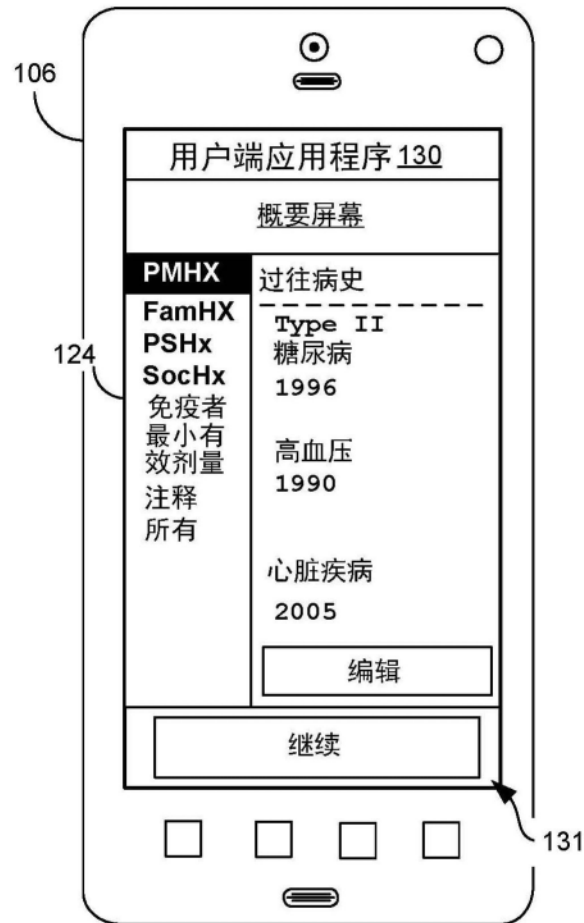 106
用户端应用程序 130
概要屏幕
PMHX
FamHX
PSHx
SocHx
免疫者
最小有
效剂量
注释
所有
124
过往病史
Type II
糖尿病
1996
高血压
1990
心脏疾病
2005
编辑
继续
131